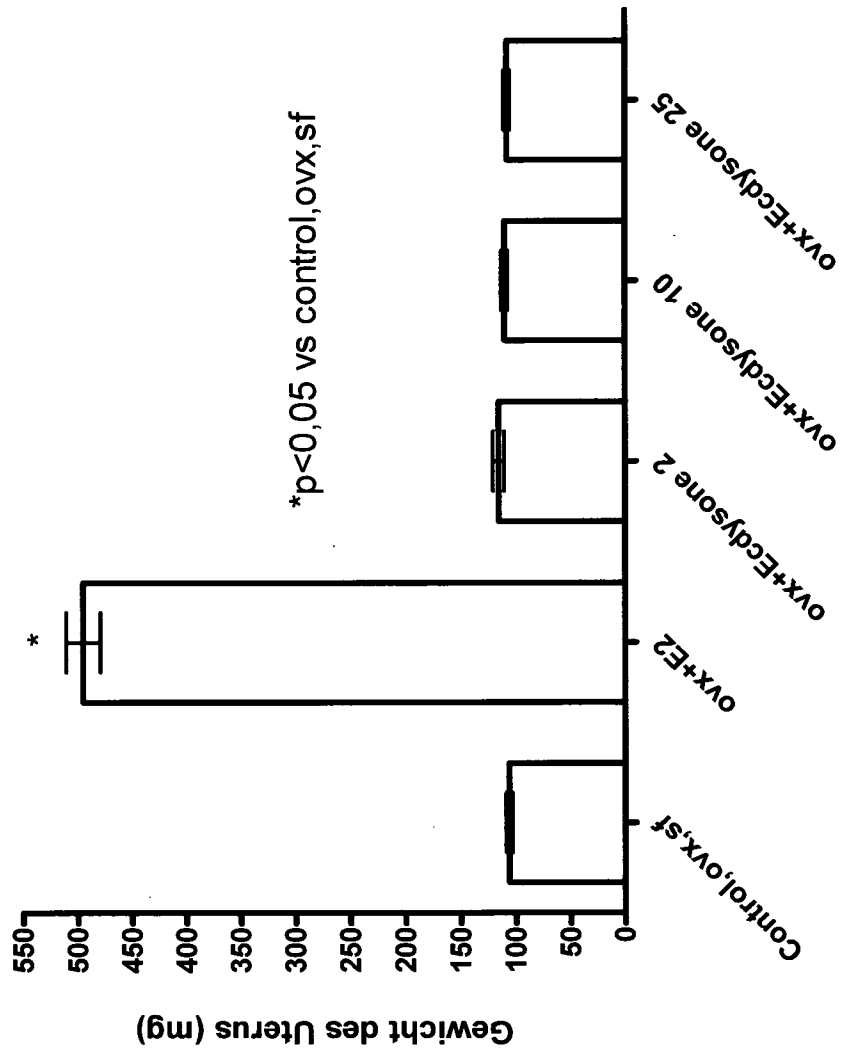 Gewicht des Uterus (mg)
550
500
450
400
350
300
250
200
150
100
50
0
*
*p<0,05 vs control,ovx,sf
Control,ovx,sf
ovx+E2
ovx+Ecdysone 2
ovx+Ecdysone 10
ovx+Ecdysone 25